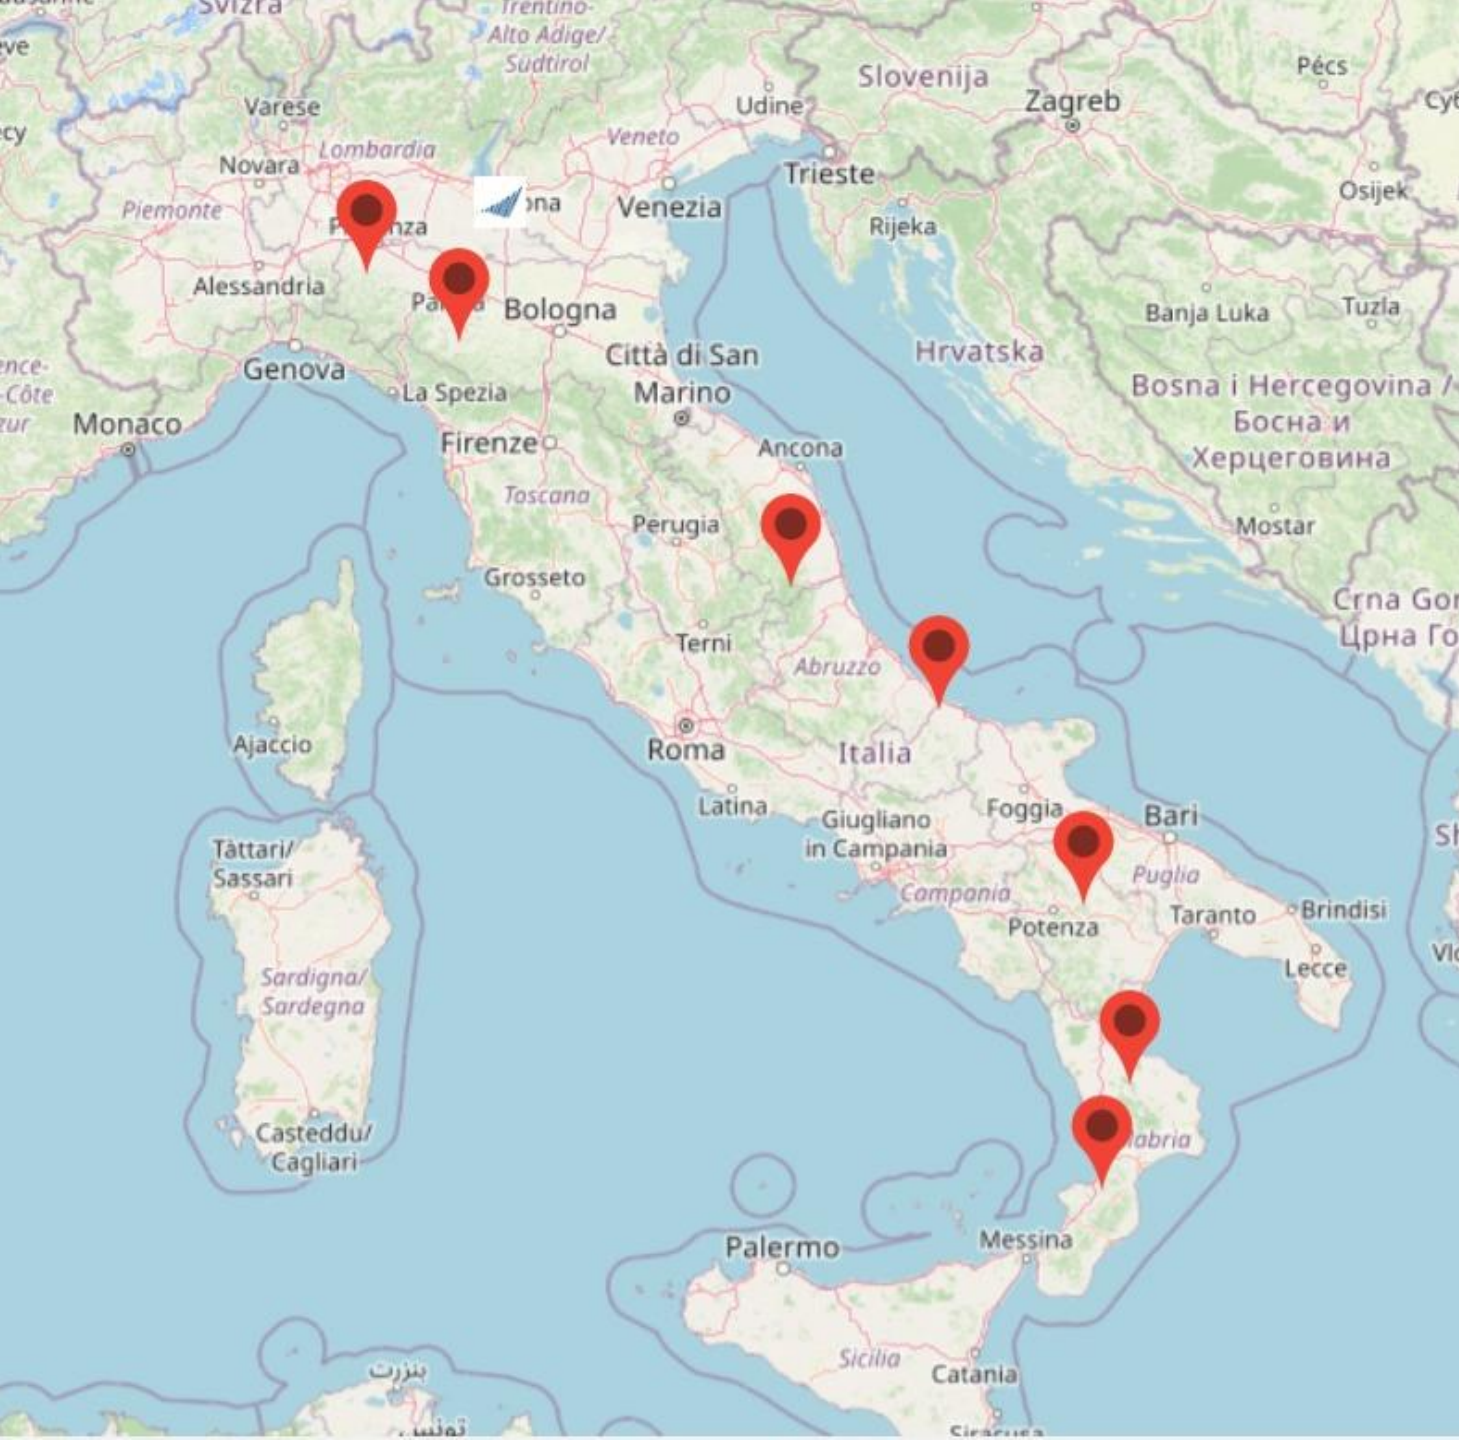 Svizra
Trentino-
Alto Adige/
Südtirol
Slovenija
Pécs
Varese
Udine
Zagreb
Lombardia
Veneto
Novara
Trieste
Osijek
Piemonte
Venezia
Rijeka
Alessandria
Bologna
Banja Luka
Tuzla
Genova
Città di San
Marino
Hrvatska
La Spezia
Bosna i Hercegovina /
Босна и
Херцеговина
Monaco
Firenze
Ancona
Toscana
Perugia
Mostar
Grosseto
Crna Gor
Црна Го
Terni
Abruzzo
Ajaccio
Roma
Italia
Latina
Giugliano
in Campania
Foggia
Bari
Tàttari/
Sassari
Campania
Puglia
Potenza
Taranto
Brindisi
Lecce
Sardigna/
Sardegna
Casteddu/
Cagliari
Palermo
Messina
Sicilia
Catania
بنزرت
تونس
Siracusa